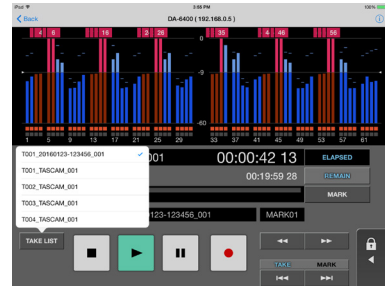 iPod
3:08 PM
100%
Back
DA-6400 ( 192.168.0.5 )
4 6 16 2 26 35 4 46 56
0
-9
-60
1 5 9 13 17 21 25 29 33 37 41 45 49 53 57 61
T001_20160123-123456_001
T001_TASCAM_001
T002_TASCAM_001
T003_TASCAM_001
T004_TASCAM_001
001
00:00:42 13
ELAPSED
00:19:59 28
REMAIN
MARK
123-123456_001
MARK01
TAKE LIST
TAKE
MARK